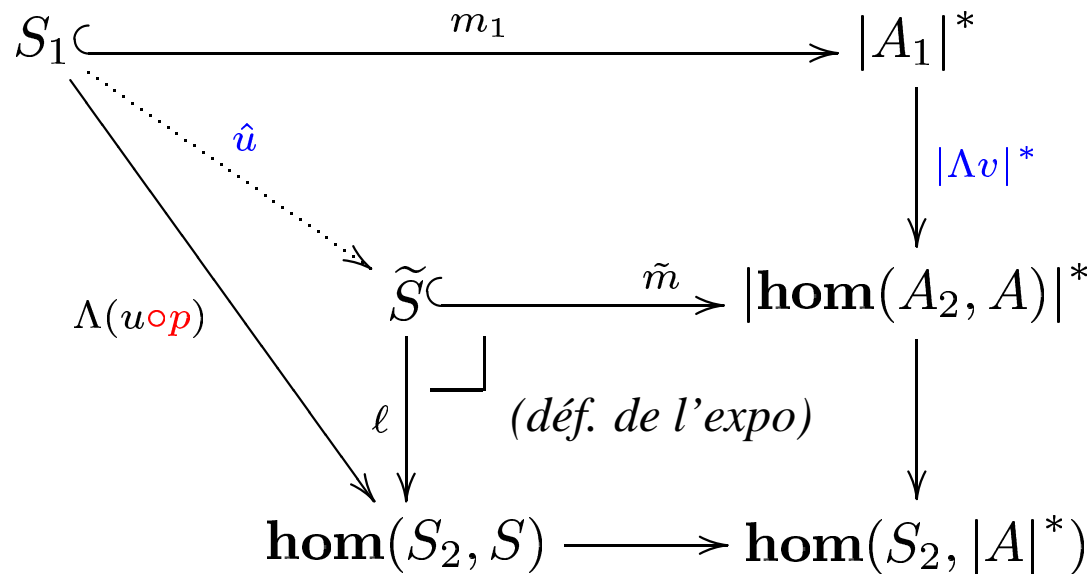 S₁ m₁ |A₁|*
û |Λv|*
S̃ m̃ |hom(A₂, A)|*
Λ(u∘p)
ℓ (déf. de l’expo)
hom(S₂, S) hom(S₂, |A|*)